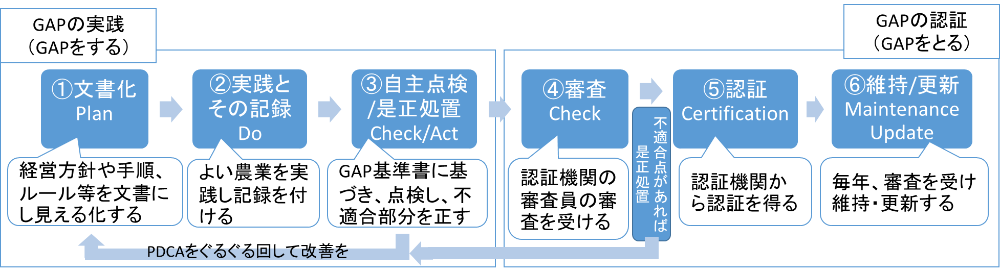 GAPの実践
（GAPをする）
GAPの認証
（GAPをとる）
①文書化
Plan
②実践と
その記録
Do
③自主点検
/是正処置
Check/Act
④審査
Check
不適合点があれば
是正処置
⑤認証
Certification
⑥維持/更新
Maintenance
Update
経営方針や手順、
ルール等を文書に
し見える化する
よい農業を実
践し記録を付
ける
GAP基準書に基
づき、点検し、不
適合部分を正す
認証機関の
審査員の審
査を受ける
認証機関か
ら認証を得る
毎年、審査を受け
維持・更新する
PDCAをぐるぐる回して改善を